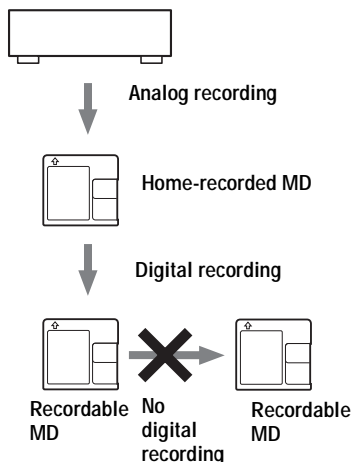 Analog recording
Home-recorded MD
Digital recording
Recordable
MD
No
digital
recording
Recordable
MD